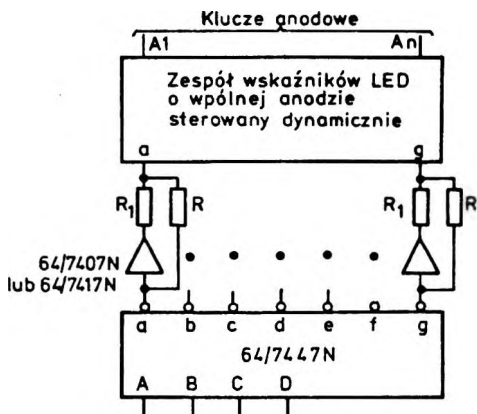 Klucze anodowe
A1 An
Zespół wskaźników LED
o wpólnej anodzie
sterowany dynamicznie
a g
R1 R R1 R
64/7407N
lub 64/7417N
a b c d e f g
64/7447N
A B C D